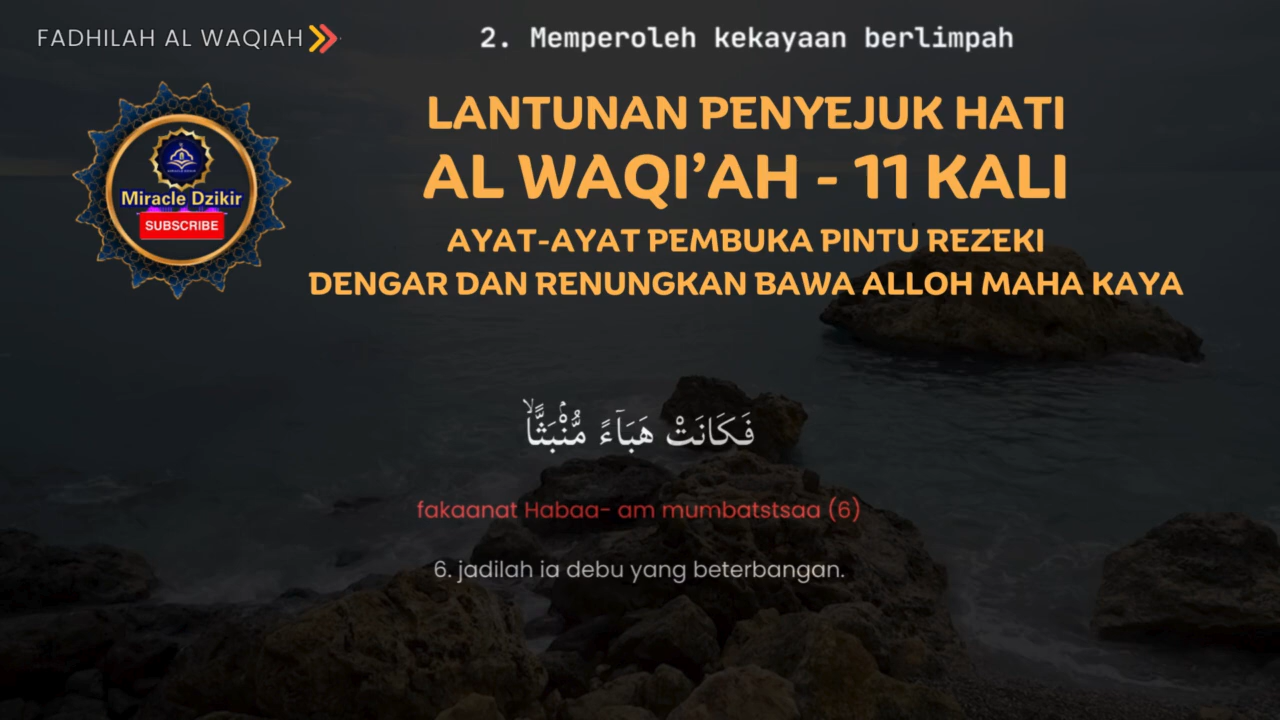 FADHILAH AL WAQIAH
2. Memperoleh kekayaan berlimpah
LANTUNAN PENYEJUK HATI
AL WAQI'AH - 11 KALI
AYAT-AYAT PEMBUKA PINTU REZEKI
DENGAR DAN RENUNGKAN BAWA ALLOH MAHA KAYA
Miracle Dzikir
SUBSCRIBE
فَكَانَتْ هَبَاۤءً مُّنْۢبَثًّاۙ
fakaanat Habaa- am mumbatstsaa (6)
6. jadilah ia debu yang beterbangan.